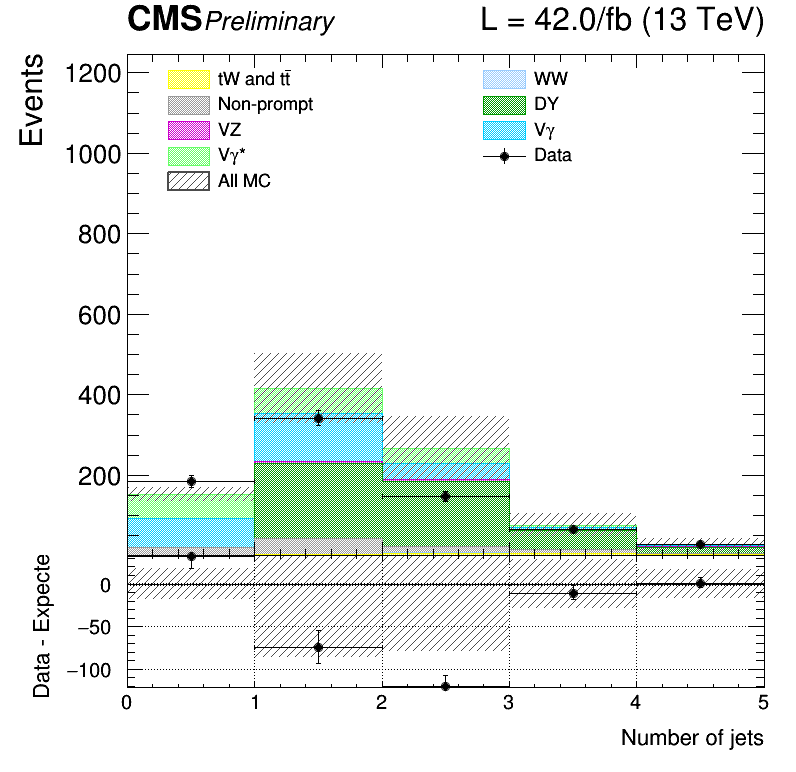 CMS Preliminary L = 42.0/fb (13 TeV)
Events
1200
1000
800
600
400
200
tW and tt̄
Non-prompt
VZ
Vγ*
All MC
WW
DY
Vγ
Data
Data - Expecte
0
−50
−100
0 1 2 3 4 5
Number of jets